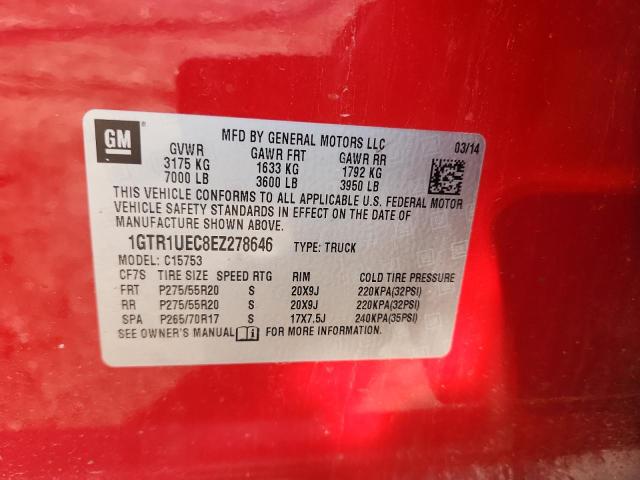 GM
MFD BY GENERAL MOTORS LLC
03/14
GVWR GAWR FRT GAWR RR
3175 KG 1633 KG 1792 KG
7000 LB 3600 LB 3950 LB
THIS VEHICLE CONFORMS TO ALL APPLICABLE U.S. FEDERAL MOTOR
VEHICLE SAFETY STANDARDS IN EFFECT ON THE DATE OF
MANUFACTURE SHOWN ABOVE.
1GTR1UEC8EZ278646 TYPE: TRUCK
MODEL: C15753
CF7S TIRE SIZE SPEED RTG RIM COLD TIRE PRESSURE
FRT P275/55R20 S 20X9J 220KPA(32PSI)
RR P275/55R20 S 20X9J 220KPA(32PSI)
SPA P265/70R17 S 17X7.5J 240KPA(35PSI)
SEE OWNER'S MANUAL FOR MORE INFORMATION.